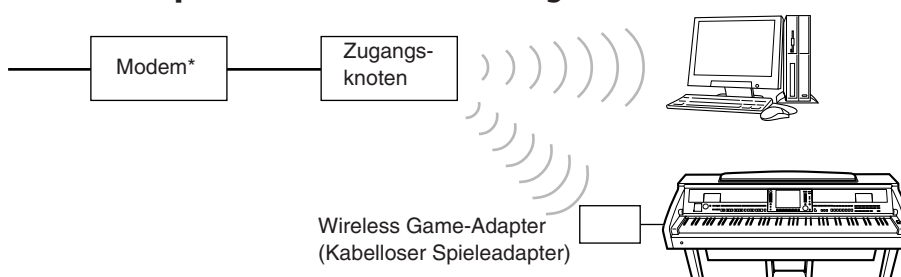 Modem*
Zugangs-
knoten
Wireless Game-Adapter
(Kabelloser Spieleadapter)